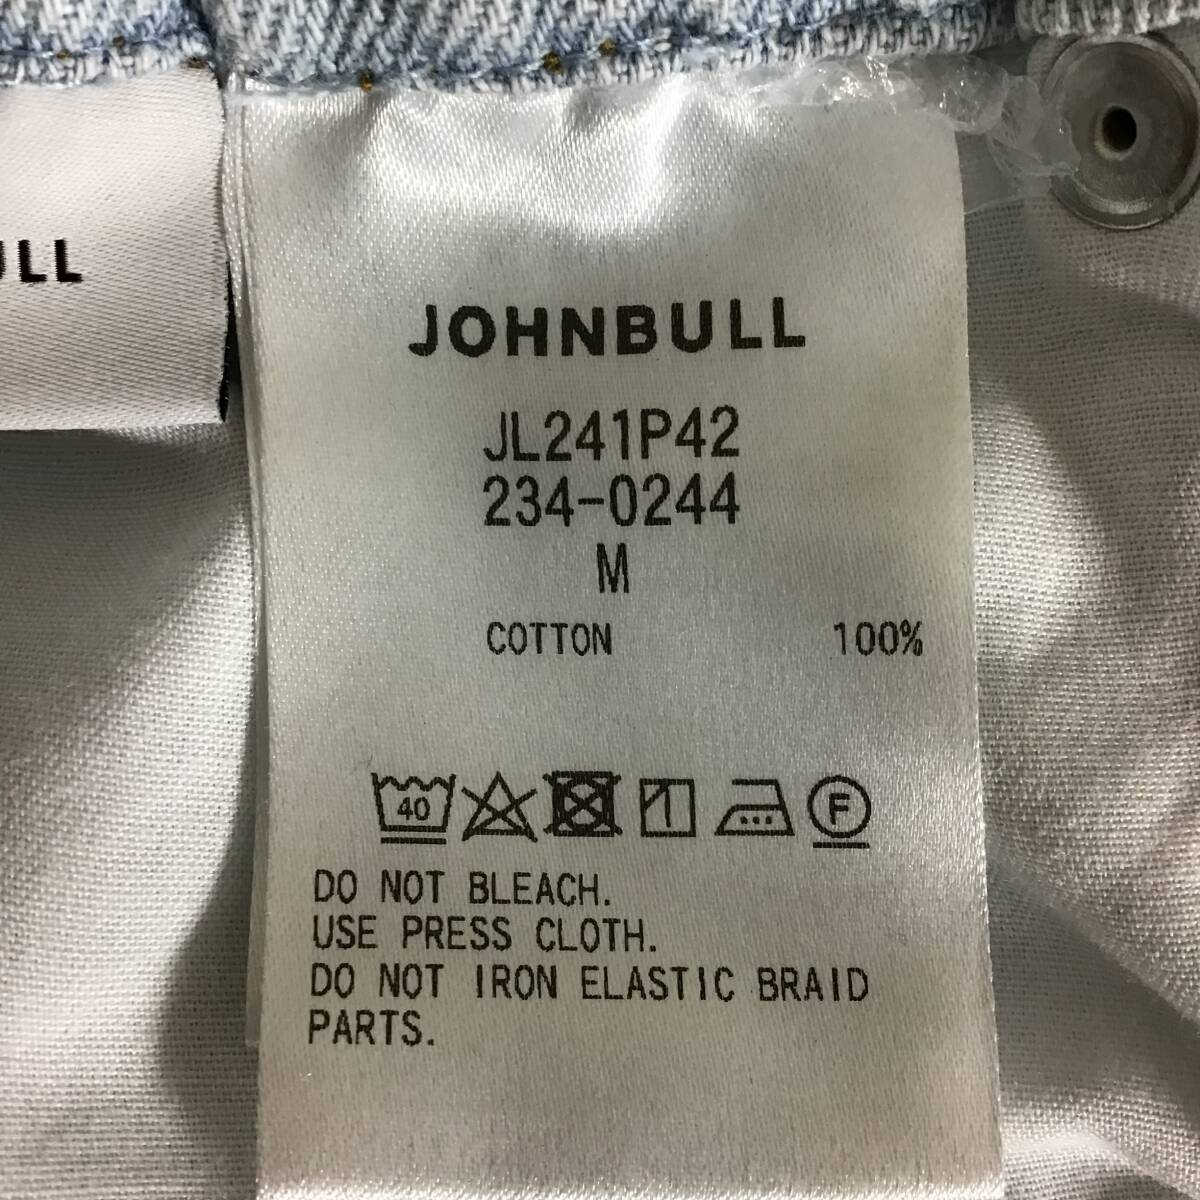 ULL
JOHNBULL
JL241P42
234-0244
M
COTTON 100%
40 F
DO NOT BLEACH.
USE PRESS CLOTH.
DO NOT IRON ELASTIC BRAID
PARTS.